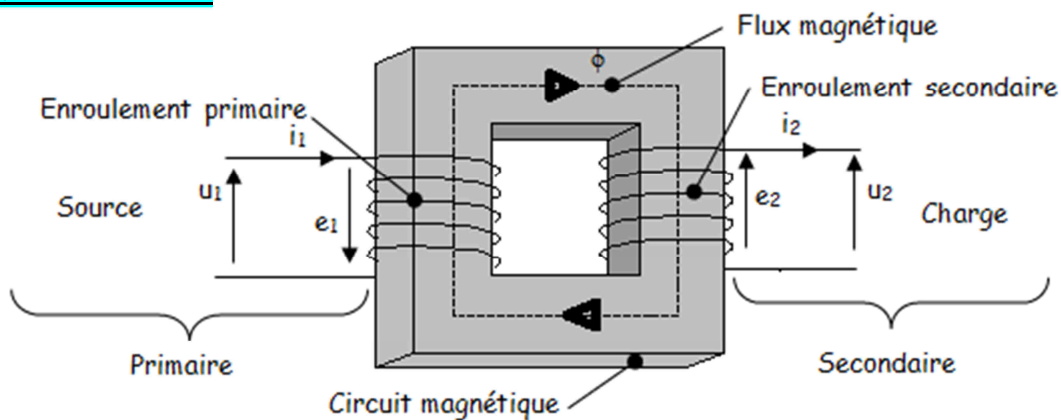 Flux magnétique
ϕ
Enroulement secondaire
Enroulement primaire
i1
i2
u1
e1
e2
u2
Source
Charge
Primaire
Secondaire
Circuit magnétique